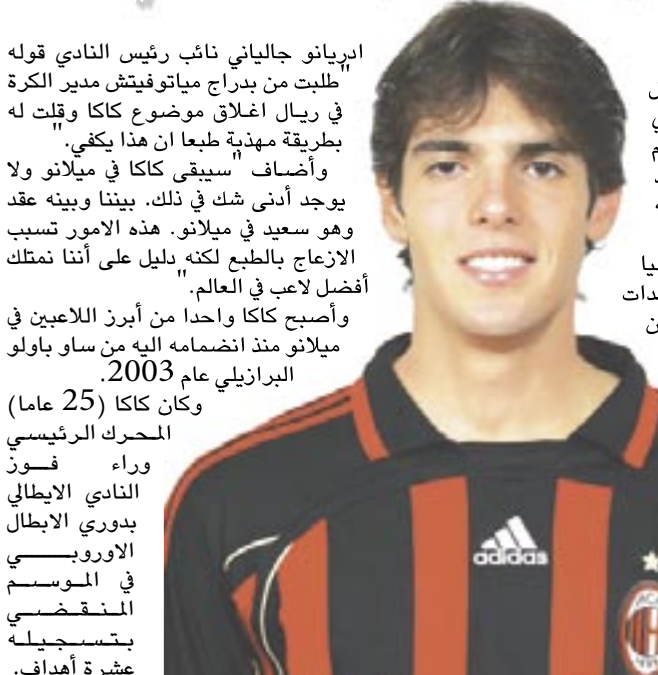 ادريانو جالياني نائب رئيس النادي قوله
"طلبت من بدراج مياتوفيتش مدير الكرة
في ريال اغلاق موضوع كاكا وقلت له
بطريقة مهذبة طبعا ان هذا يكفي."
وأضاف "سيبقى كاكا في ميلانو ولا
يوجد أدنى شك في ذلك. بيننا وبينه عقد
وهو سعيد في ميلانو. هذه الامور تسبب
الازعاج بالطبع لكنه دليل على أننا نمتلك
أفضل لاعب في العالم."
وأصبح كاكا واحدا من أبرز اللاعبين في
ميلانو منذ انضمامه اليه من ساو باولو
البرازيلي عام 2003.
وكان كاكا (25 عاما)
المحرك الرئيسي
وراء فوز
النادي الايطالي
بدوري الابطال
الاوروبي
في الموسم
المنقضي
بتسجيله
عشرة أهداف.
adidas